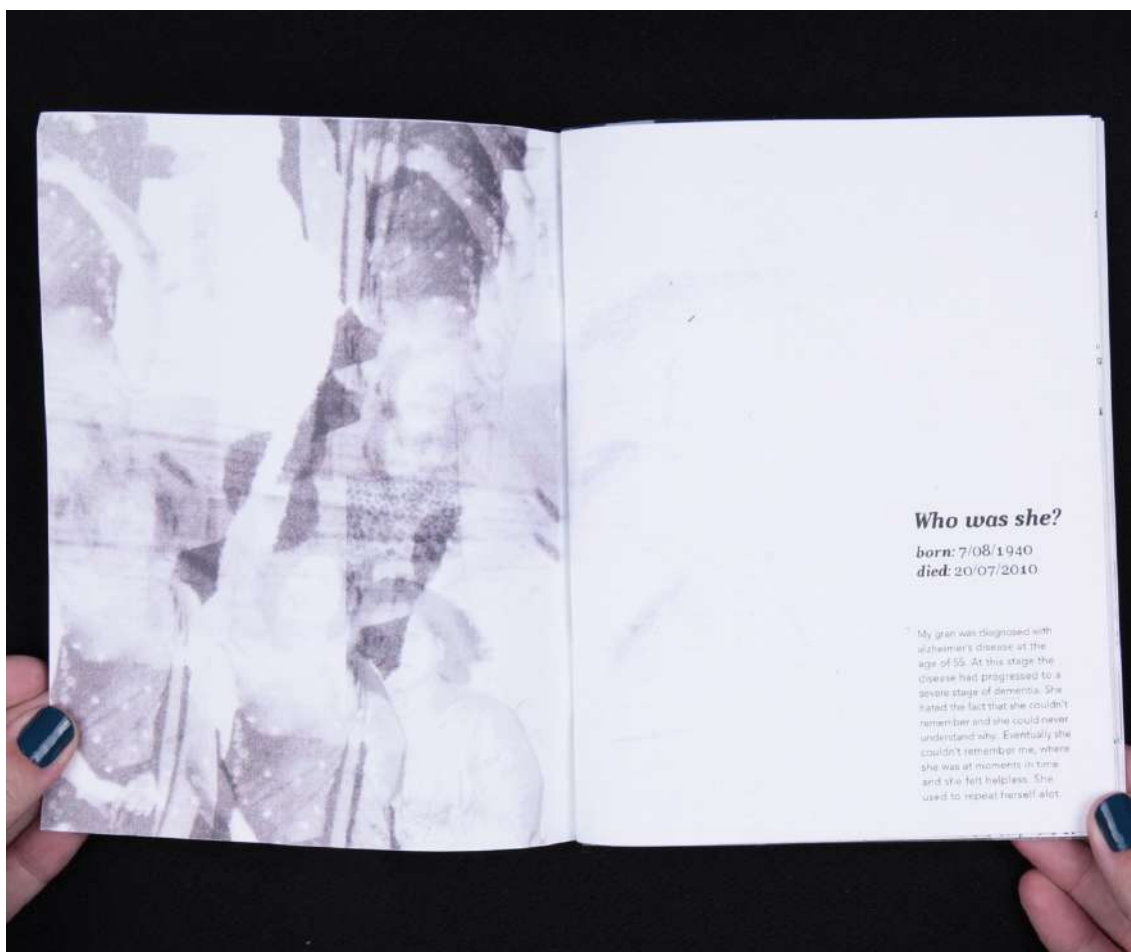 Who was she?
born: 7/08/1940
died: 20/07/2010
My gran was diagnosed with
alzheimer's disease at the
age of 55. At this stage the
disease had progressed to a
severe stage of dementia. She
hated the fact that she couldn't
remember and she could never
understand why. Eventually she
couldn't remember me, where
she was at moments in time
and she felt helpless. She
used to repeat herself alot.